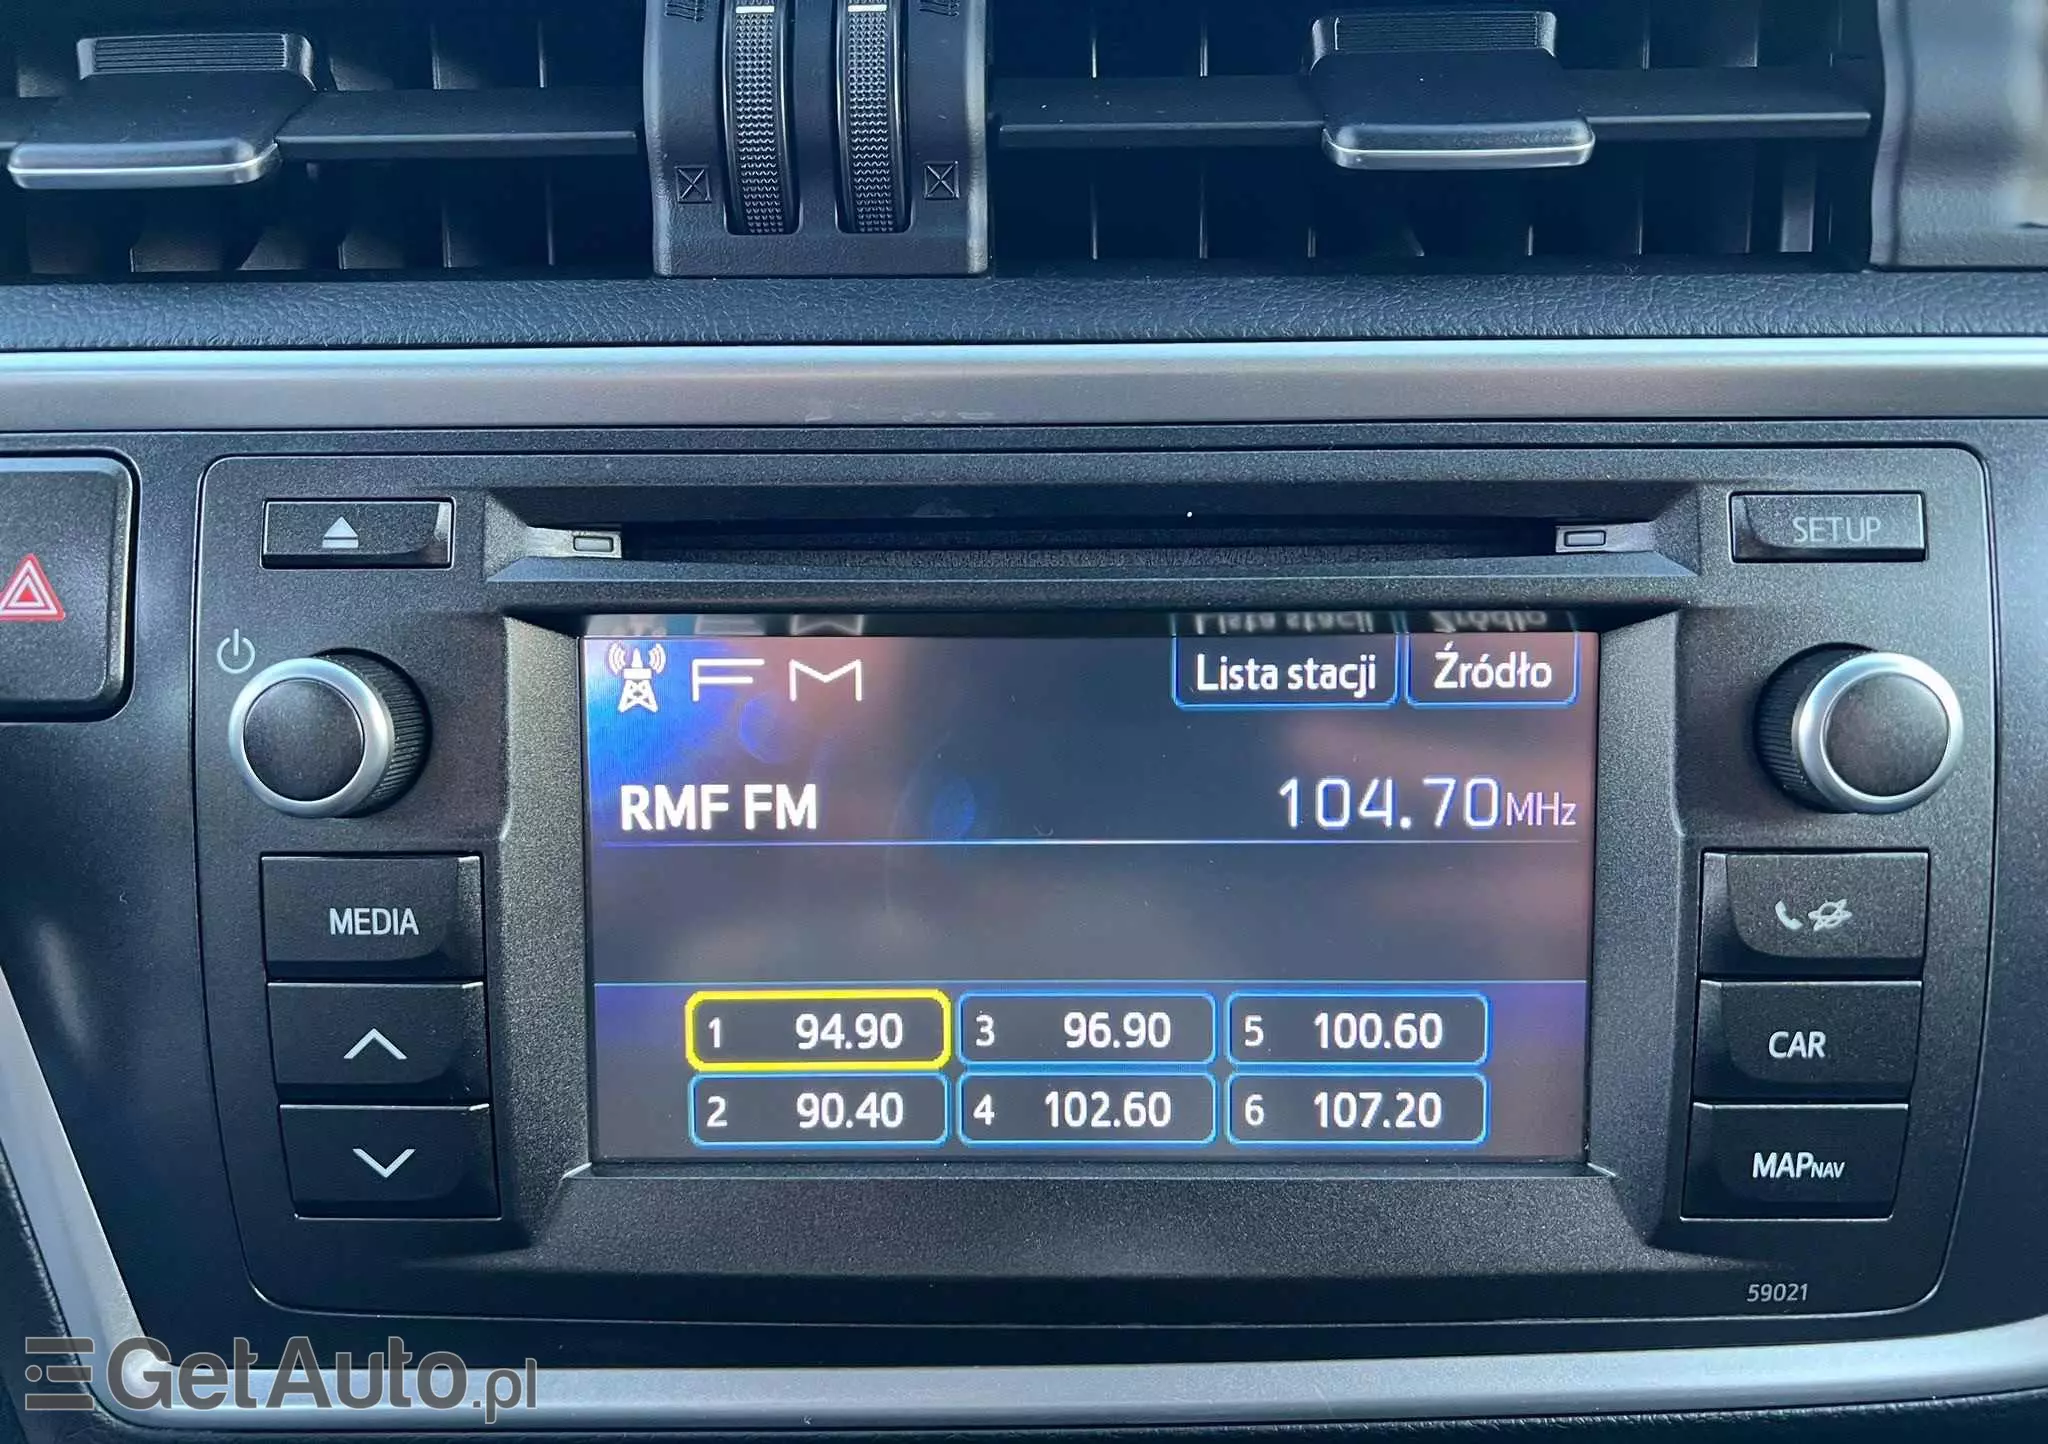 SETUP
FM
Lista stacji
Źródło
RMF FM
104.70MHz
MEDIA
1 94.90
3 96.90
5 100.60
CAR
2 90.40
4 102.60
6 107.20
MAPNAV
59021
GetAuto.pl